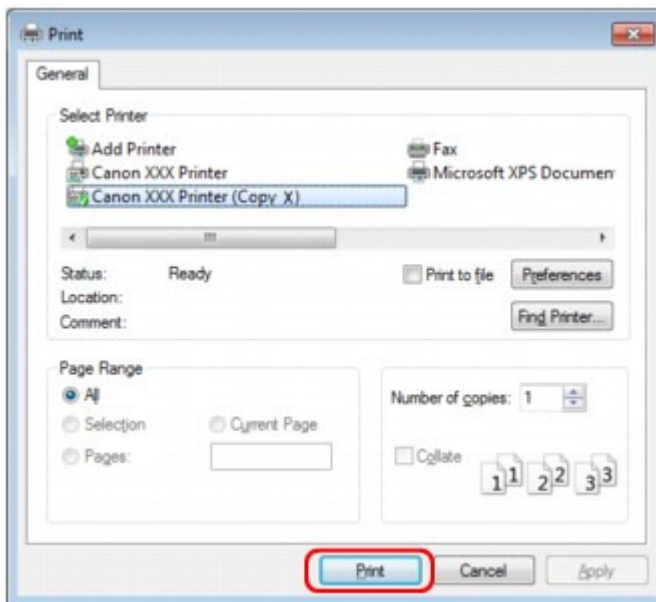 Print
General
Select Printer
Add Printer
Fax
Canon XXX Printer
Microsoft XPS Documen
Canon XXX Printer (Copy X)
Status: Ready
Print to file
Preferences
Location:
Comment:
Find Printer...
Page Range
All
Selection
Current Page
Pages:
Number of copies: 1
Collate
1 1 2 2 3 3
Print
Cancel
Apply